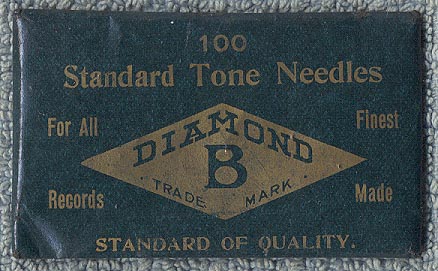 100
Standard Tone Needles
For All
Records
DIAMOND
B
· TRADE MARK ·
Finest
Made
STANDARD OF QUALITY.